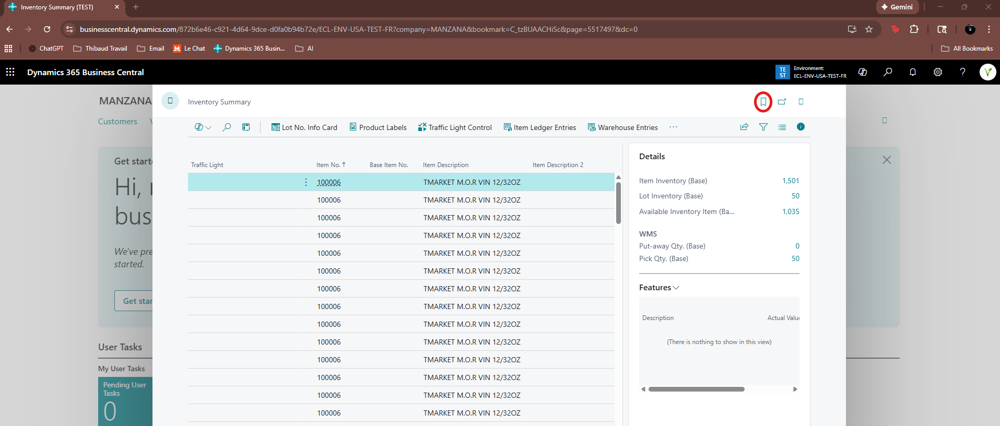 Inventory Summary (TEST)
Gemini
businesscentral.dynamics.com/872b6e46-c921-4d64-9dce-d0fa0b94b72e/ECL-ENV-USA-TEST-FR?company=MANZANA&bookmark=C_tzBUAACHiSc&page=5517497&dc=0
ChatGPT Thibaud Travail Email Le Chat Dynamics 365 Busin... AI All Bookmarks
Dynamics 365 Business Central
TE
ST
Environment:
ECL-ENV-USA-TEST-FR
MANZANA
Inventory Summary
Customers V
Lot No. Info Card Product Labels Traffic Light Control Item Ledger Entries Warehouse Entries ...
Get starte
Hi, r
bus
We've pre
started.
Get star
User Tasks
My User Tasks
Pending User
Tasks
0
Traffic Light Item No. ↑ Base Item No. Item Description Item Description 2
100006 TMARKET M.O.R VIN 12/32OZ
100006 TMARKET M.O.R VIN 12/32OZ
100006 TMARKET M.O.R VIN 12/32OZ
100006 TMARKET M.O.R VIN 12/32OZ
100006 TMARKET M.O.R VIN 12/32OZ
100006 TMARKET M.O.R VIN 12/32OZ
100006 TMARKET M.O.R VIN 12/32OZ
100006 TMARKET M.O.R VIN 12/32OZ
100006 TMARKET M.O.R VIN 12/32OZ
100006 TMARKET M.O.R VIN 12/32OZ
100006 TMARKET M.O.R VIN 12/32OZ
100006 TMARKET M.O.R VIN 12/32OZ
100006 TMARKET M.O.R VIN 12/32OZ
100006 TMARKET M.O.R VIN 12/32OZ
Details
Item Inventory (Base) 1,501
Lot Inventory (Base) 50
Available Inventory Item (Ba... 1,035
WMS
Put-away Qty. (Base) 0
Pick Qty. (Base) 50
Features
Description Actual Value
(There is nothing to show in this view)